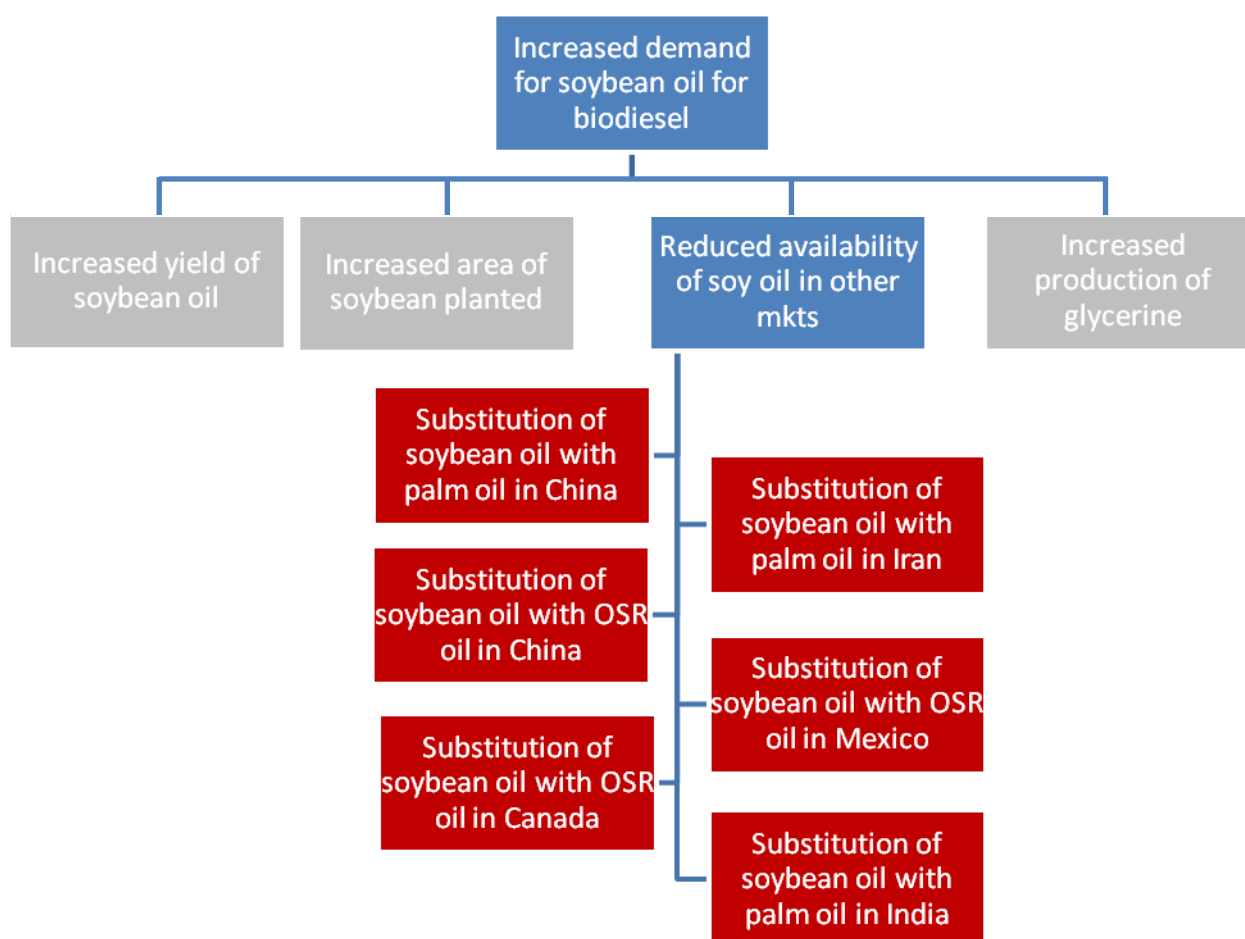 Increased demand
for soybean oil for
biodiesel
Increased yield of
soybean oil
Increased area of
soybean planted
Reduced availability
of soy oil in other
mkts
Increased
production of
glycerine
Substitution of
soybean oil with
palm oil in China
Substitution of
soybean oil with
palm oil in Iran
Substitution of
soybean oil with OSR
oil in China
Substitution of
soybean oil with OSR
oil in Mexico
Substitution of
soybean oil with OSR
oil in Canada
Substitution of
soybean oil with
palm oil in India